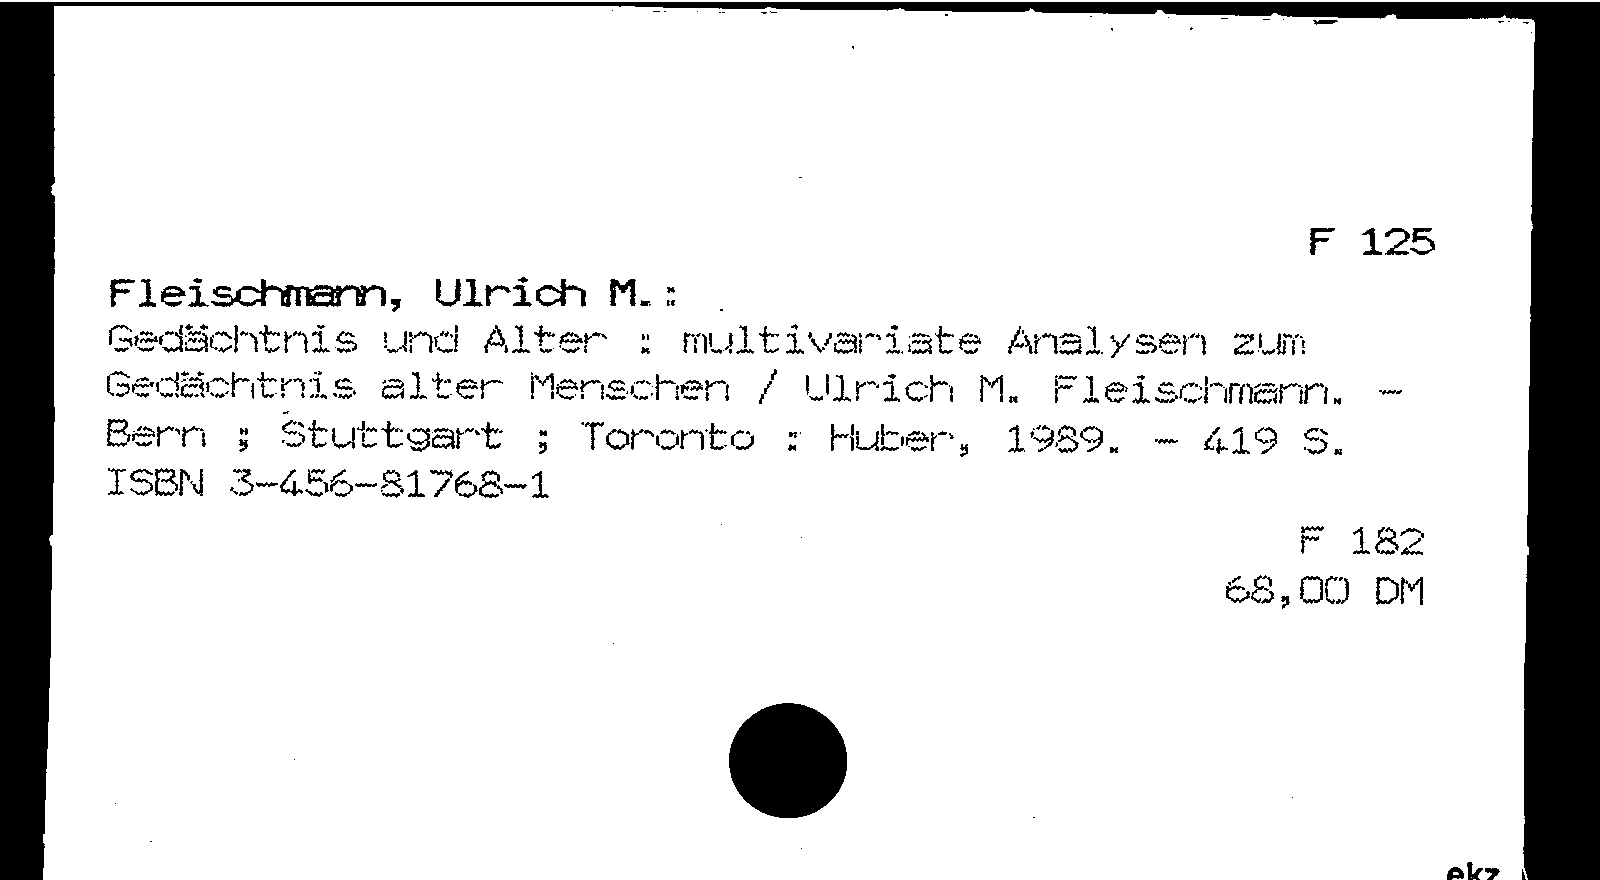 F 125
Fleischmann, Ulrich M.:
Gedächtnis und Alter : multivariate Analysen zum
Gedächtnis alter Menschen / Ulrich M. Fleischmann. -
Bern ; Stuttgart ; Toronto : Huber, 1989. - 419 S.
ISBN 3-456-81768-1
F 182
68,00 DM
ekz